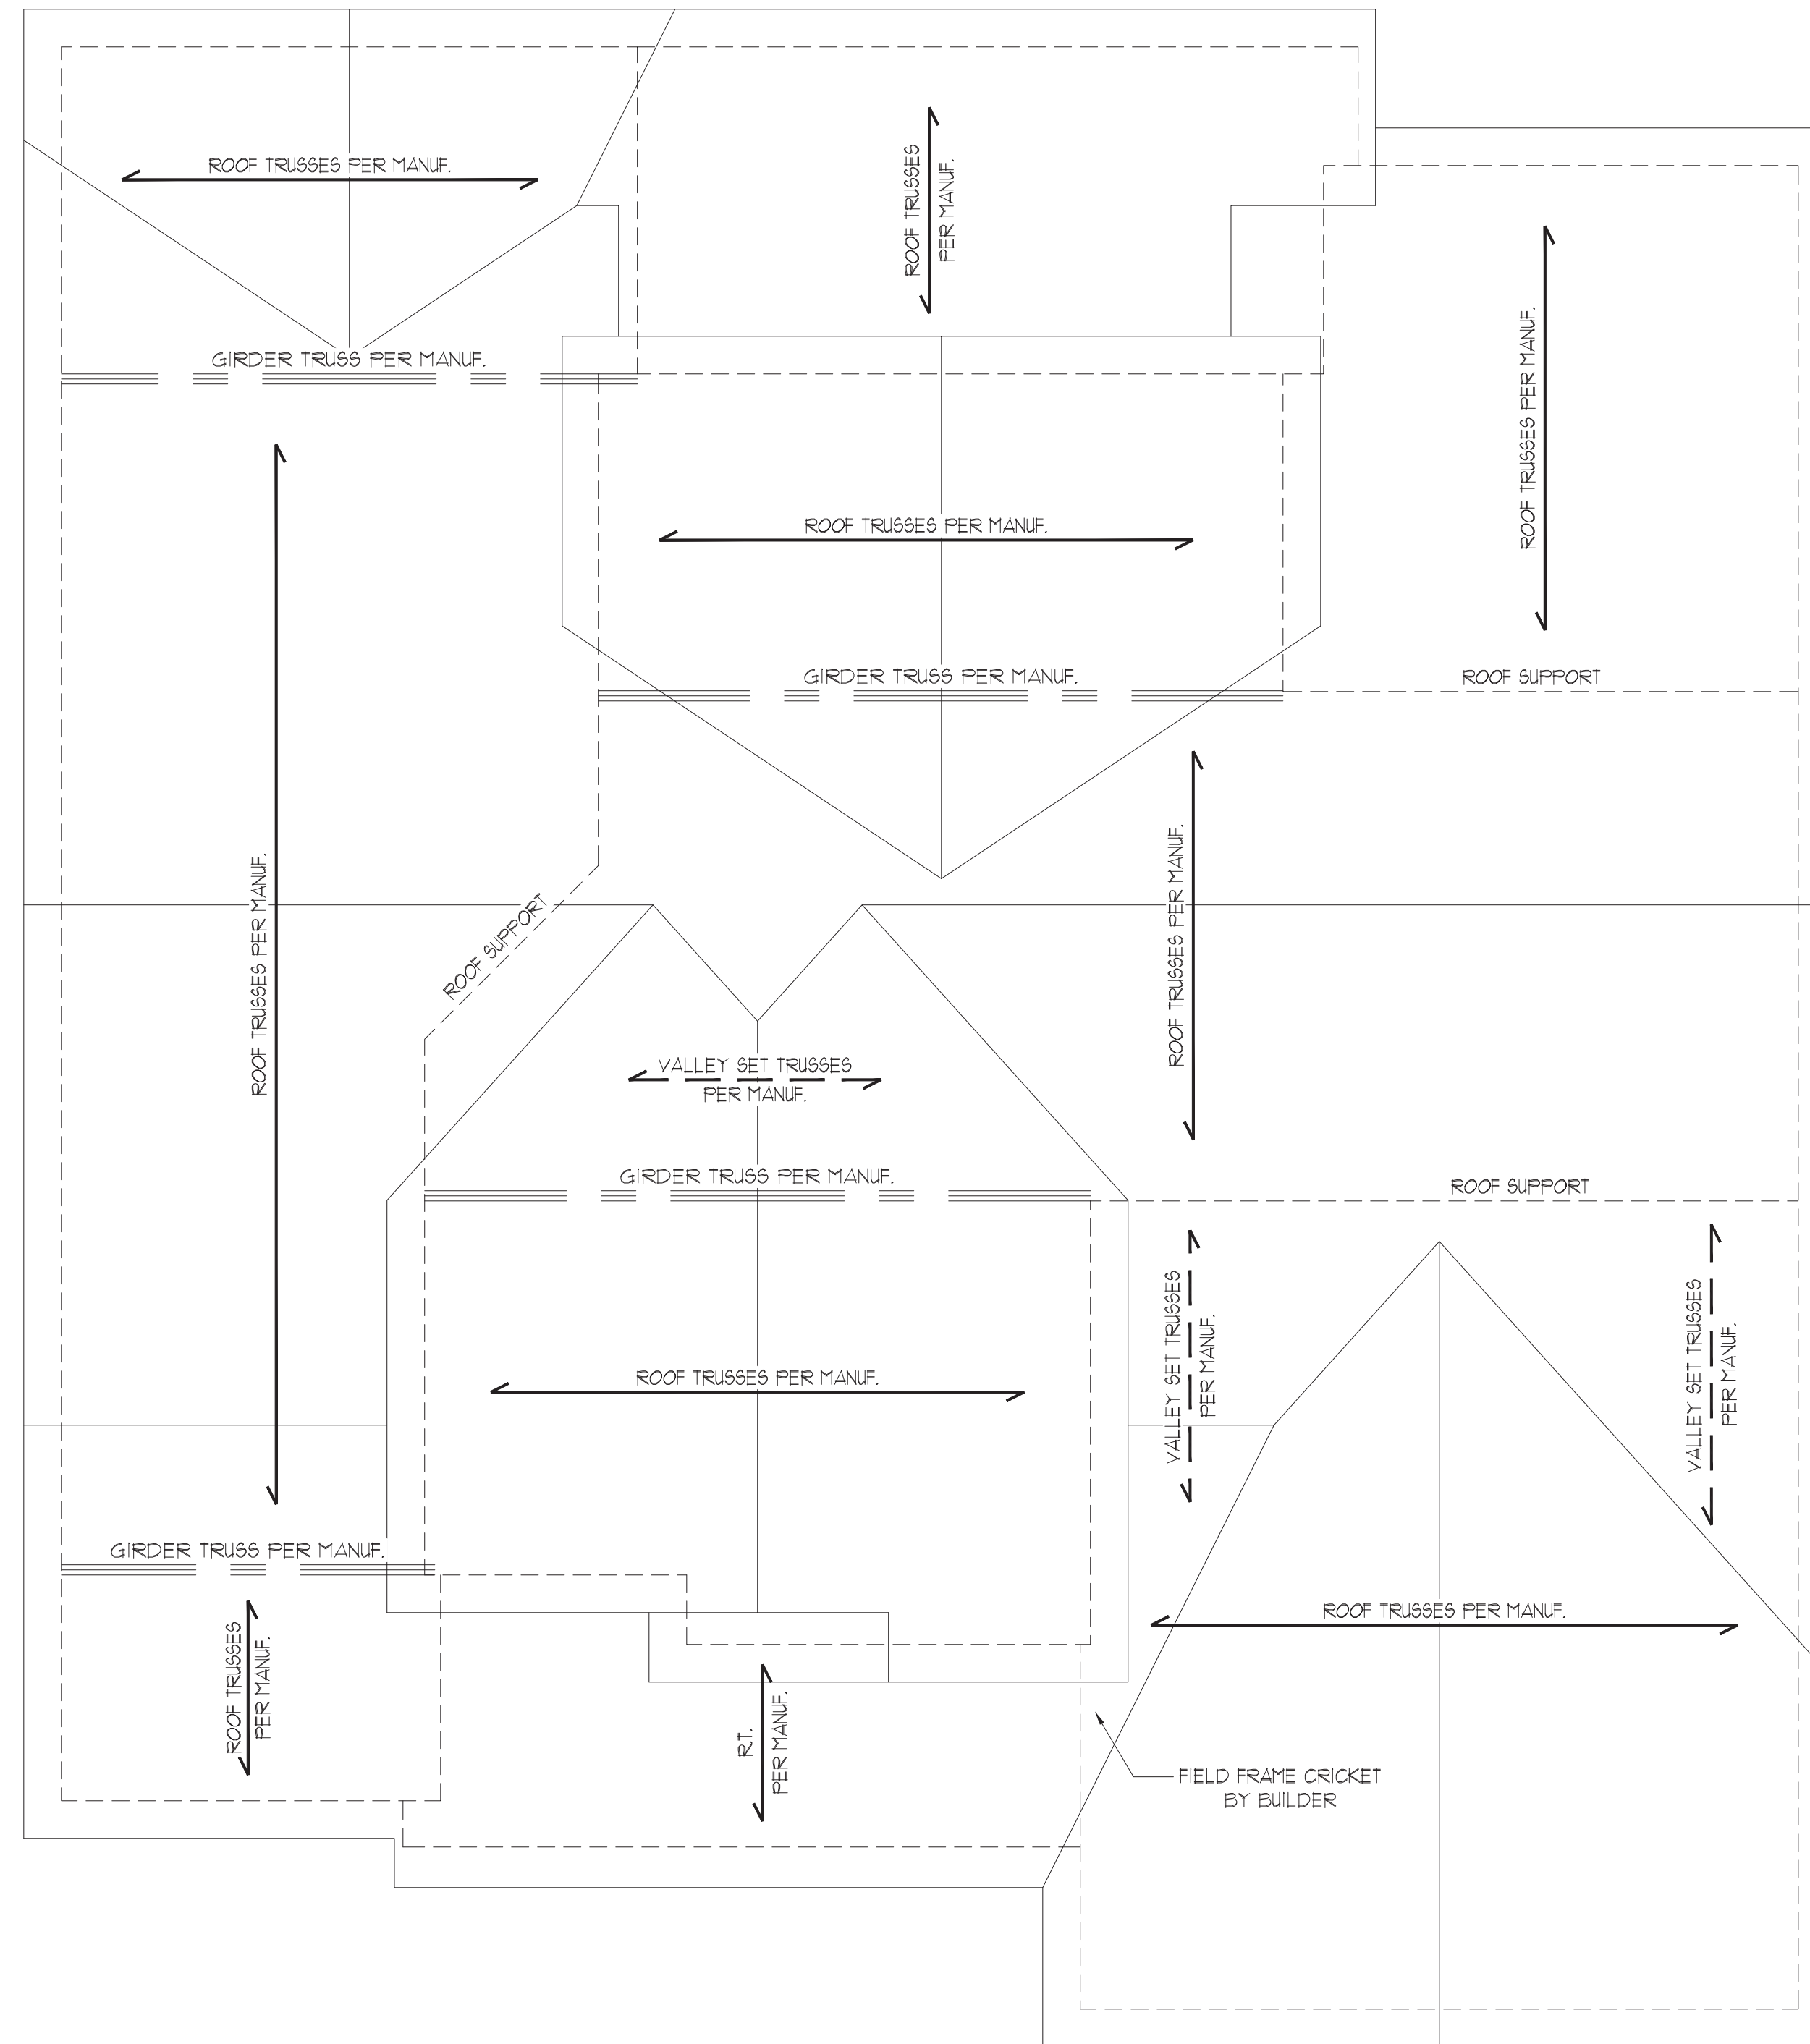 ROOF TRUSSES PER MANUF.
ROOF TRUSSES
PER MANUF.
GIRDER TRUSS PER MANUF.
ROOF TRUSSES PER MANUF.
ROOF TRUSSES PER MANUF.
GIRDER TRUSS PER MANUF.
ROOF SUPPORT
ROOF TRUSSES PER MANUF.
ROOF SUPPORT
ROOF TRUSSES PER MANUF.
VALLEY SET TRUSSES
PER MANUF.
GIRDER TRUSS PER MANUF.
ROOF SUPPORT
VALLEY SET TRUSSES
PER MANUF.
VALLEY SET TRUSSES
PER MANUF.
ROOF TRUSSES PER MANUF.
GIRDER TRUSS PER MANUF.
ROOF TRUSSES
PER MANUF.
ROOF TRUSSES PER MANUF.
R.T.
PER MANUF.
FIELD FRAME CRICKET
BY BUILDER